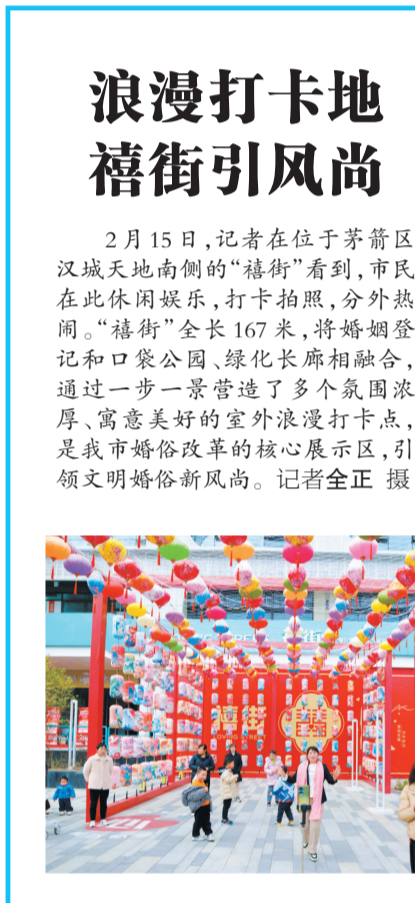 浪漫打卡地
禧街引风尚
2月15日，记者在位于茅箭区
汉城天地南侧的“禧街”看到，市民
在此休闲娱乐，打卡拍照，分外热
闹。“禧街”全长167米，将婚姻登
记和口袋公园、绿化长廊相融合，
通过一步一景营造了多个氛围浓
厚、寓意美好的室外浪漫打卡点，
是我市婚俗改革的核心展示区，引
领文明婚俗新风尚。记者全正 摄
禧街
禧街
囍